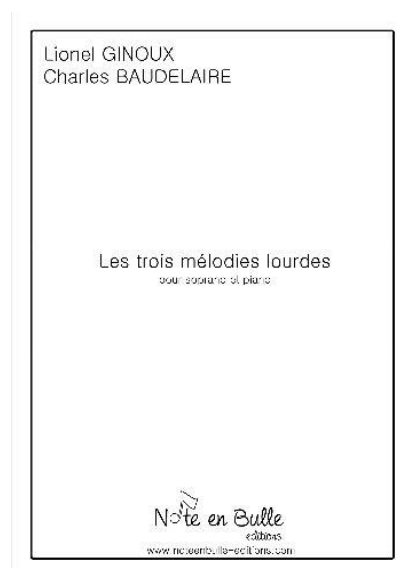 Lionel GINOUX
Charles BAUDELAIRE
Les trois mélodies lourdes
pour soprano et piano
Note en Bulle
éditions
www.noteenbulle-editions.com